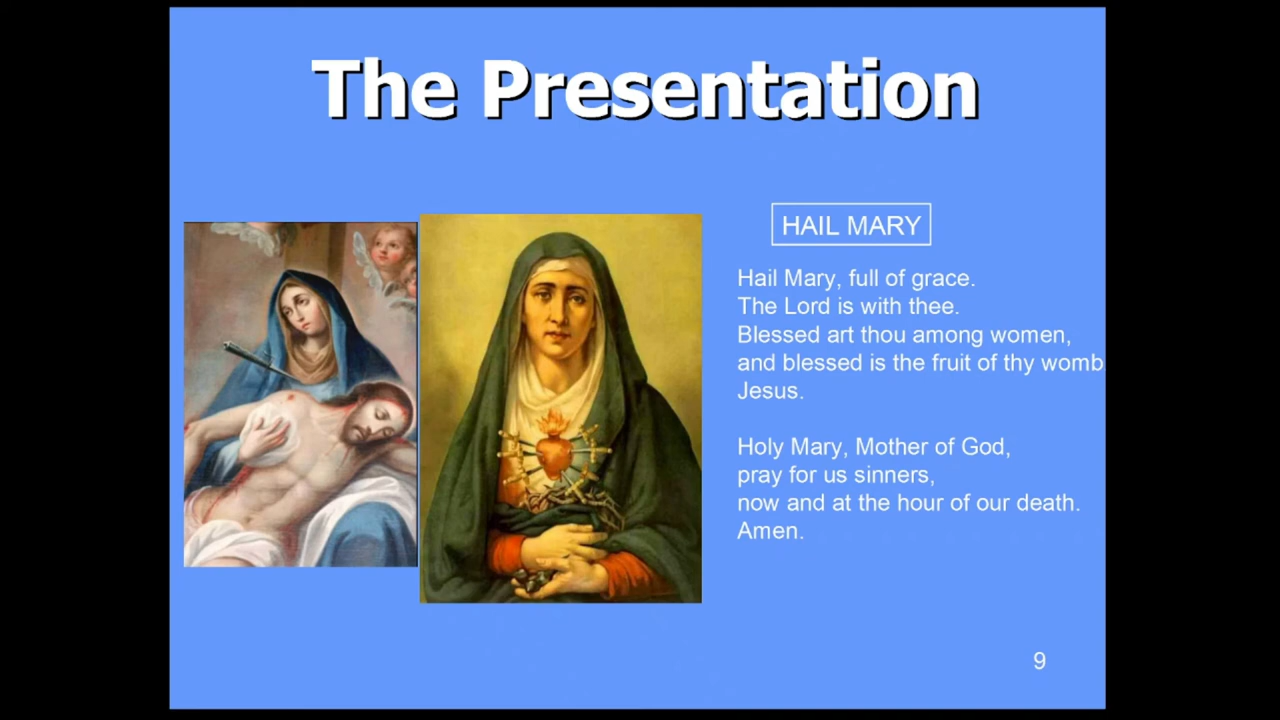 The Presentation
HAIL MARY
Hail Mary, full of grace.
The Lord is with thee.
Blessed art thou among women,
and blessed is the fruit of thy womb
Jesus.
Holy Mary, Mother of God,
pray for us sinners,
now and at the hour of our death.
Amen.
9